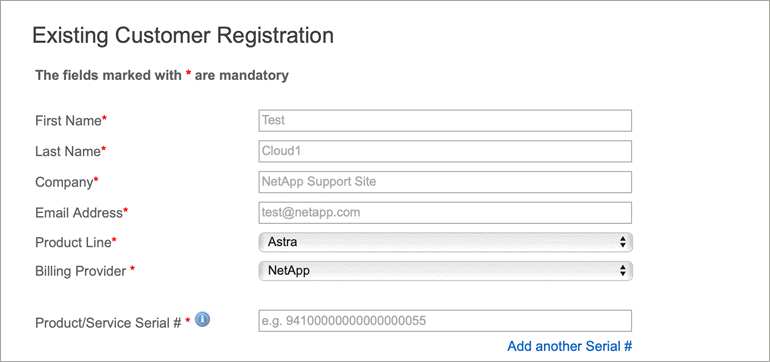 Existing Customer Registration
The fields marked with * are mandatory
First Name* Test
Last Name* Cloud1
Company* NetApp Support Site
Email Address* test@netapp.com
Product Line* Astra
Billing Provider * NetApp
Product/Service Serial # * i e.g. 94100000000000000055
Add another Serial #